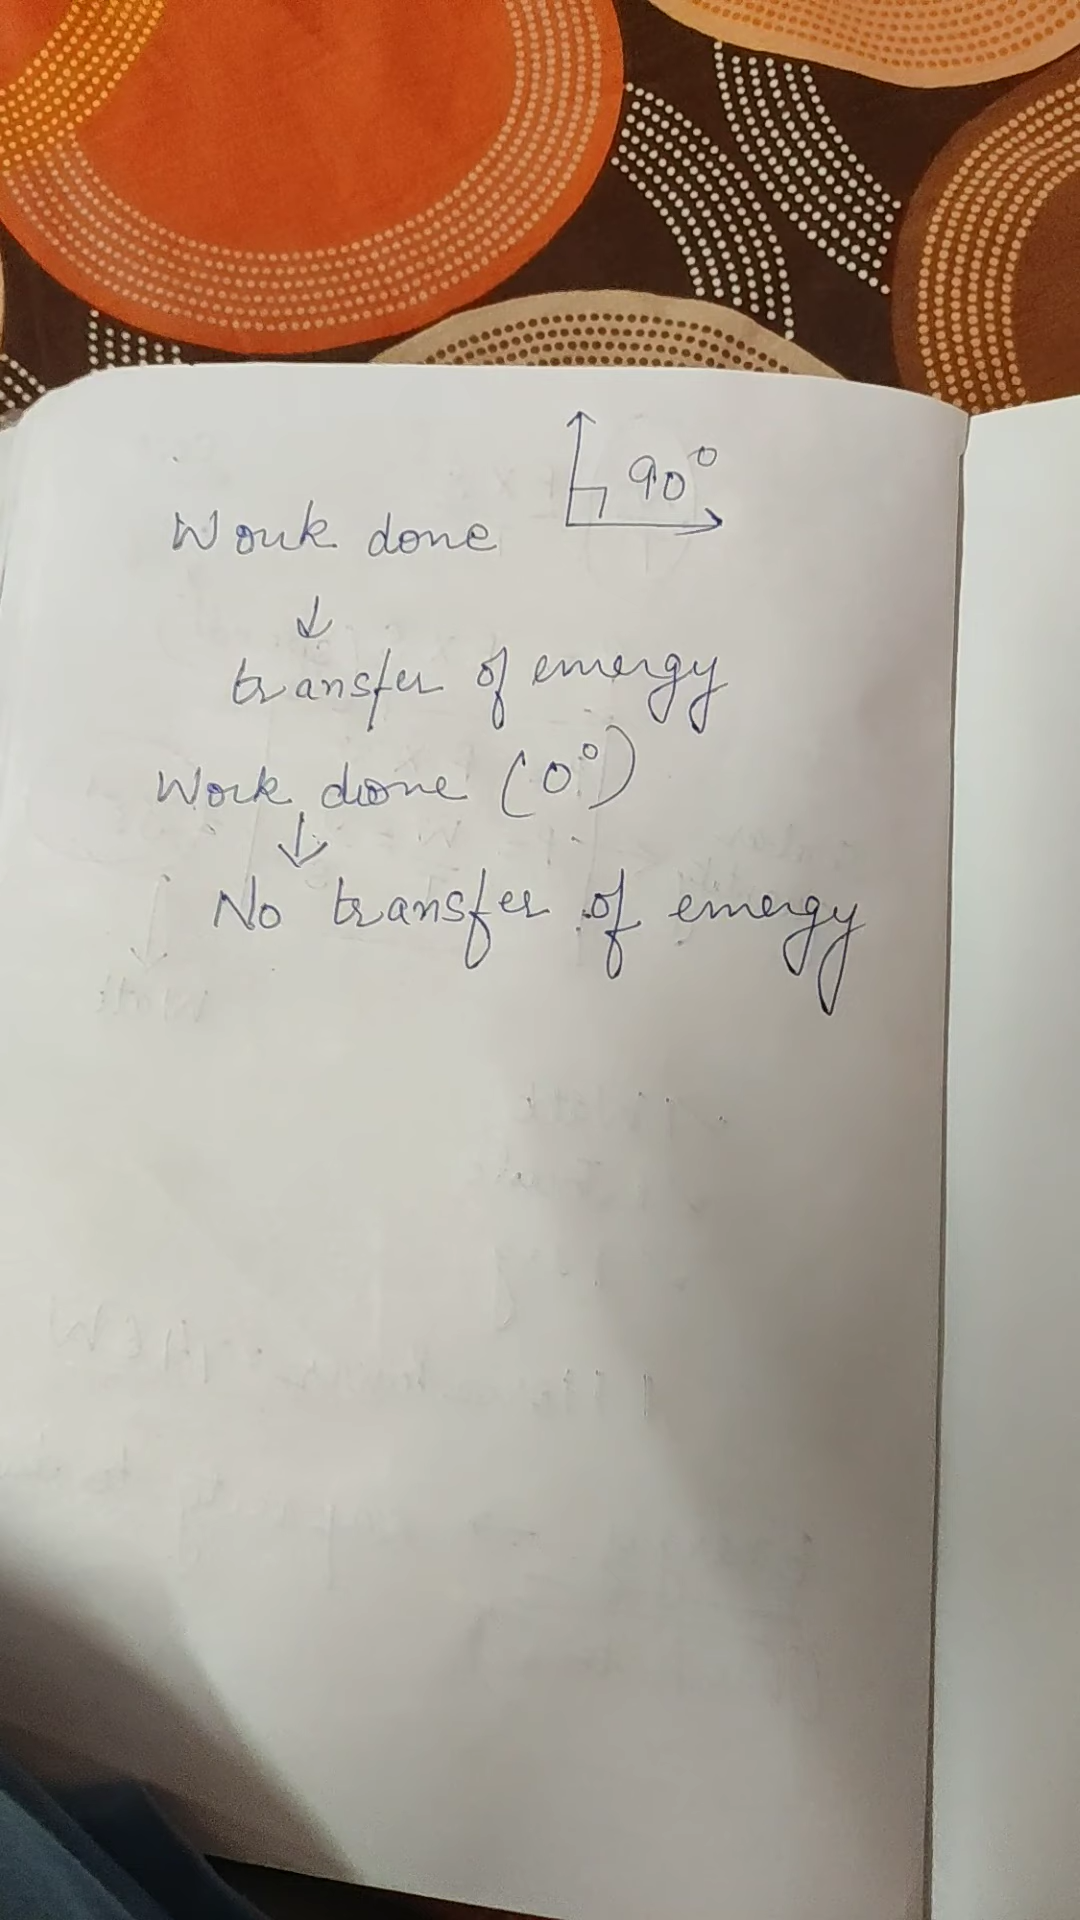 90°
Work done
↓
transfer of energy
Work done (0°)
↓
No transfer of energy